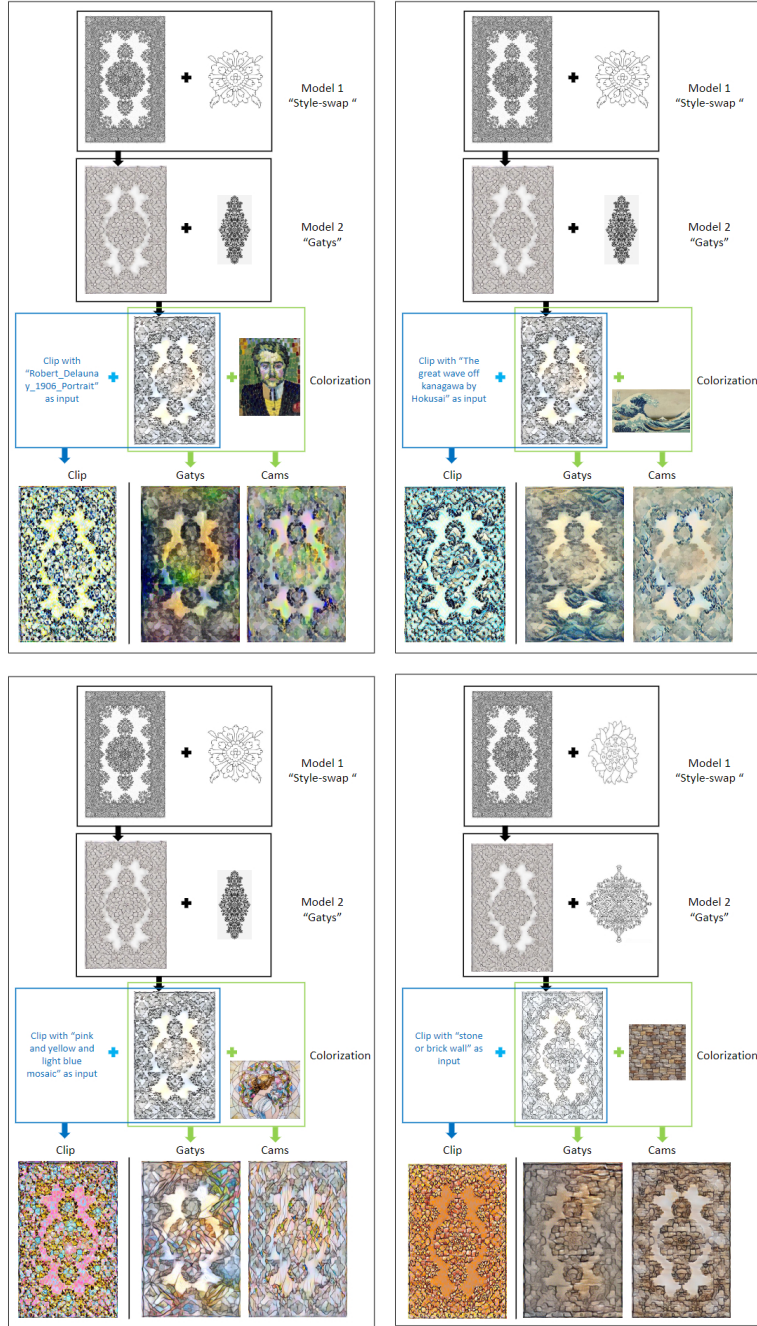 Model 1
“Style-swap “
Model 2
“Gatys”
Clip with
“Robert_Delauna
y_1906_Portrait”
as input
Colorization
Clip
Gatys
Cams
Model 1
“Style-swap “
Model 2
“Gatys”
Clip with “The
great wave off
kanagawa by
Hokusai” as input
Colorization
Clip
Gatys
Cams
Model 1
“Style-swap “
Model 2
“Gatys”
Clip with “pink
and yellow and
light blue
mosaic” as input
Colorization
Clip
Gatys
Cams
Model 1
“Style-swap “
Model 2
“Gatys”
Clip with “stone
or brick wall” as
input
Colorization
Clip
Gatys
Cams